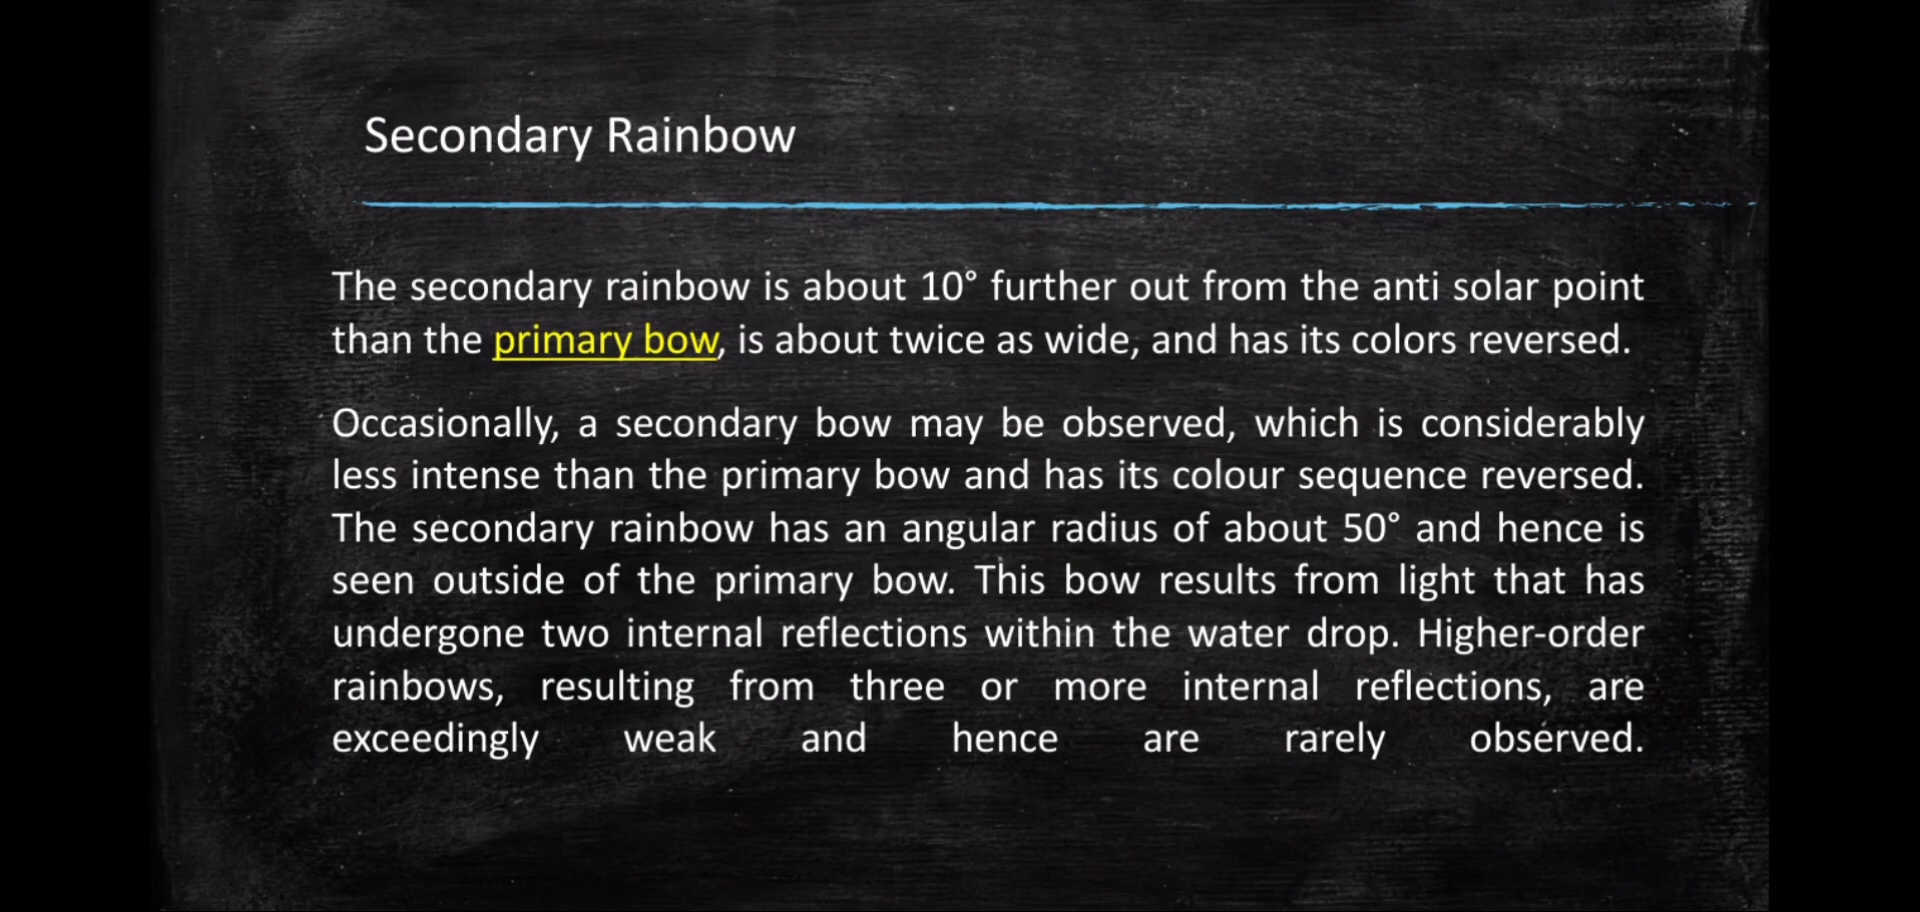 Secondary Rainbow
The secondary rainbow is about 10° further out from the anti solar point
than the primary bow, is about twice as wide, and has its colors reversed.
Occasionally, a secondary bow may be observed, which is considerably
less intense than the primary bow and has its colour sequence reversed.
The secondary rainbow has an angular radius of about 50° and hence is
seen outside of the primary bow. This bow results from light that has
undergone two internal reflections within the water drop. Higher-order
rainbows, resulting from three or more internal reflections, are
exceedingly weak and hence are rarely observed.